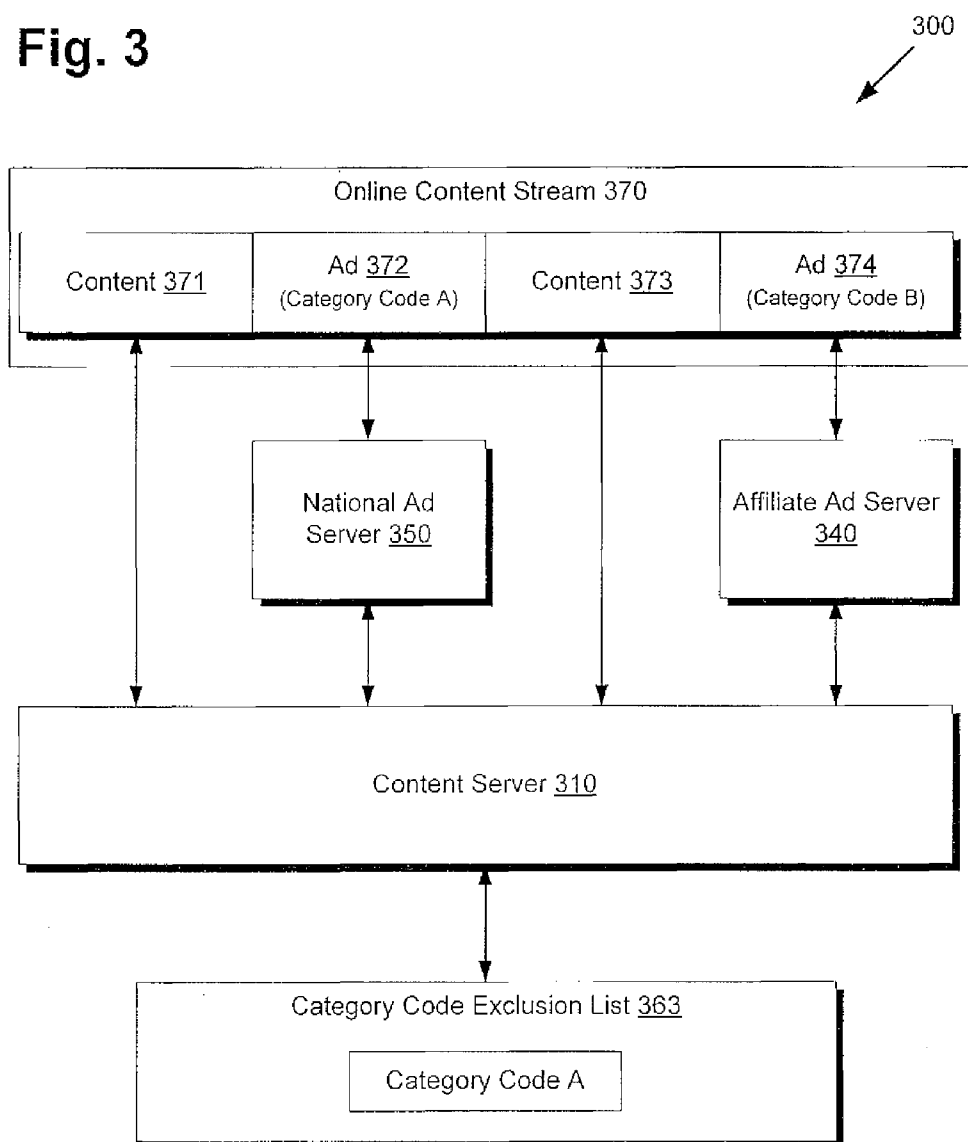 Fig. 3
300
Online Content Stream 370
Content 371
Ad 372
(Category Code A)
Content 373
Ad 374
(Category Code B)
National Ad
Server 350
Affiliate Ad Server
340
Content Server 310
Category Code Exclusion List 363
Category Code A